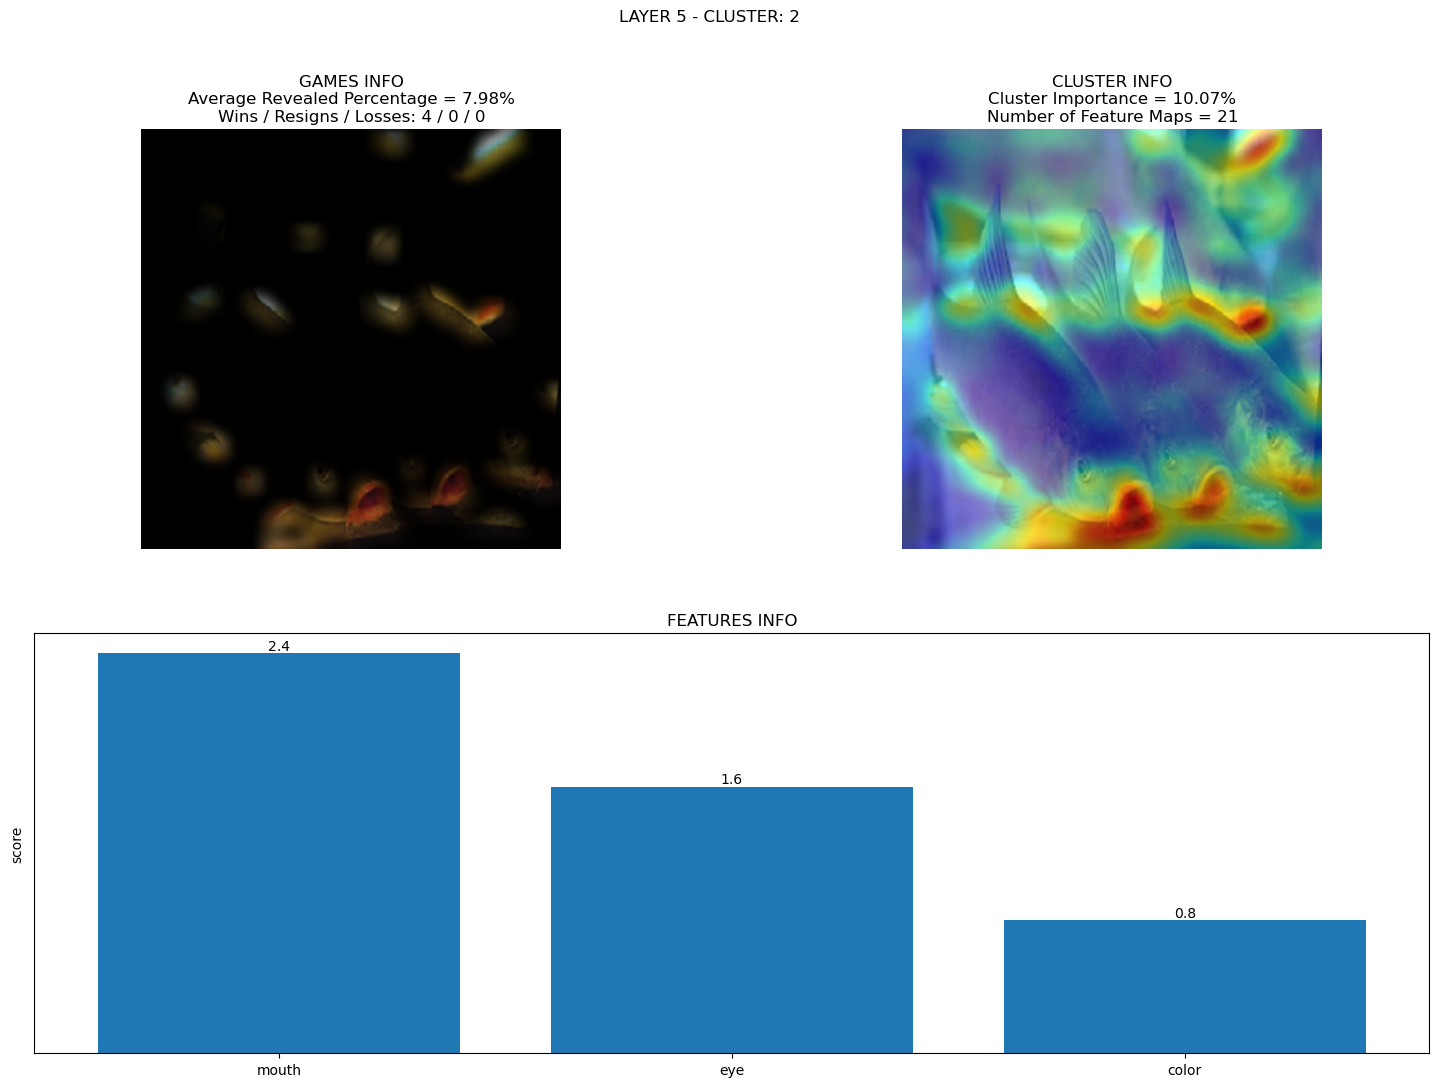 LAYER 5 - CLUSTER: 2
GAMES INFO
Average Revealed Percentage = 7.98%
Wins / Resigns / Losses: 4 / 0 / 0
CLUSTER INFO
Cluster Importance = 10.07%
Number of Feature Maps = 21
FEATURES INFO
score
2.4
1.6
0.8
mouth
eye
color